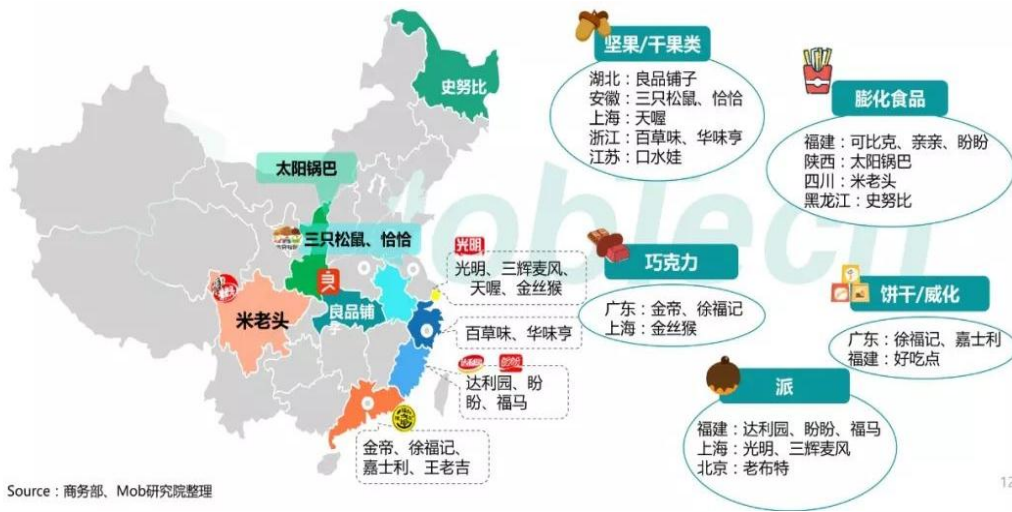 史努比
太阳锅巴
三只松鼠、恰恰
米老头
良品铺
子
光明
光明、三辉麦风、
天喔、金丝猴
百草味、华味亨
达利园、盼
盼、福马
金帝、徐福记、
嘉士利、王老吉
坚果/干果类
湖北：良品铺子
安徽：三只松鼠、恰恰
上海：天喔
浙江：百草味、华味亨
江苏：口水娃
膨化食品
福建：可比克、亲亲、盼盼
陕西：太阳锅巴
四川：米老头
黑龙江：史努比
巧克力
广东：金帝、徐福记
上海：金丝猴
饼干/威化
广东：徐福记、嘉士利
福建：好吃点
派
福建：达利园、盼盼、福马
上海：光明、三辉麦风
北京：老布特
Source：商务部、Mob研究院整理
12